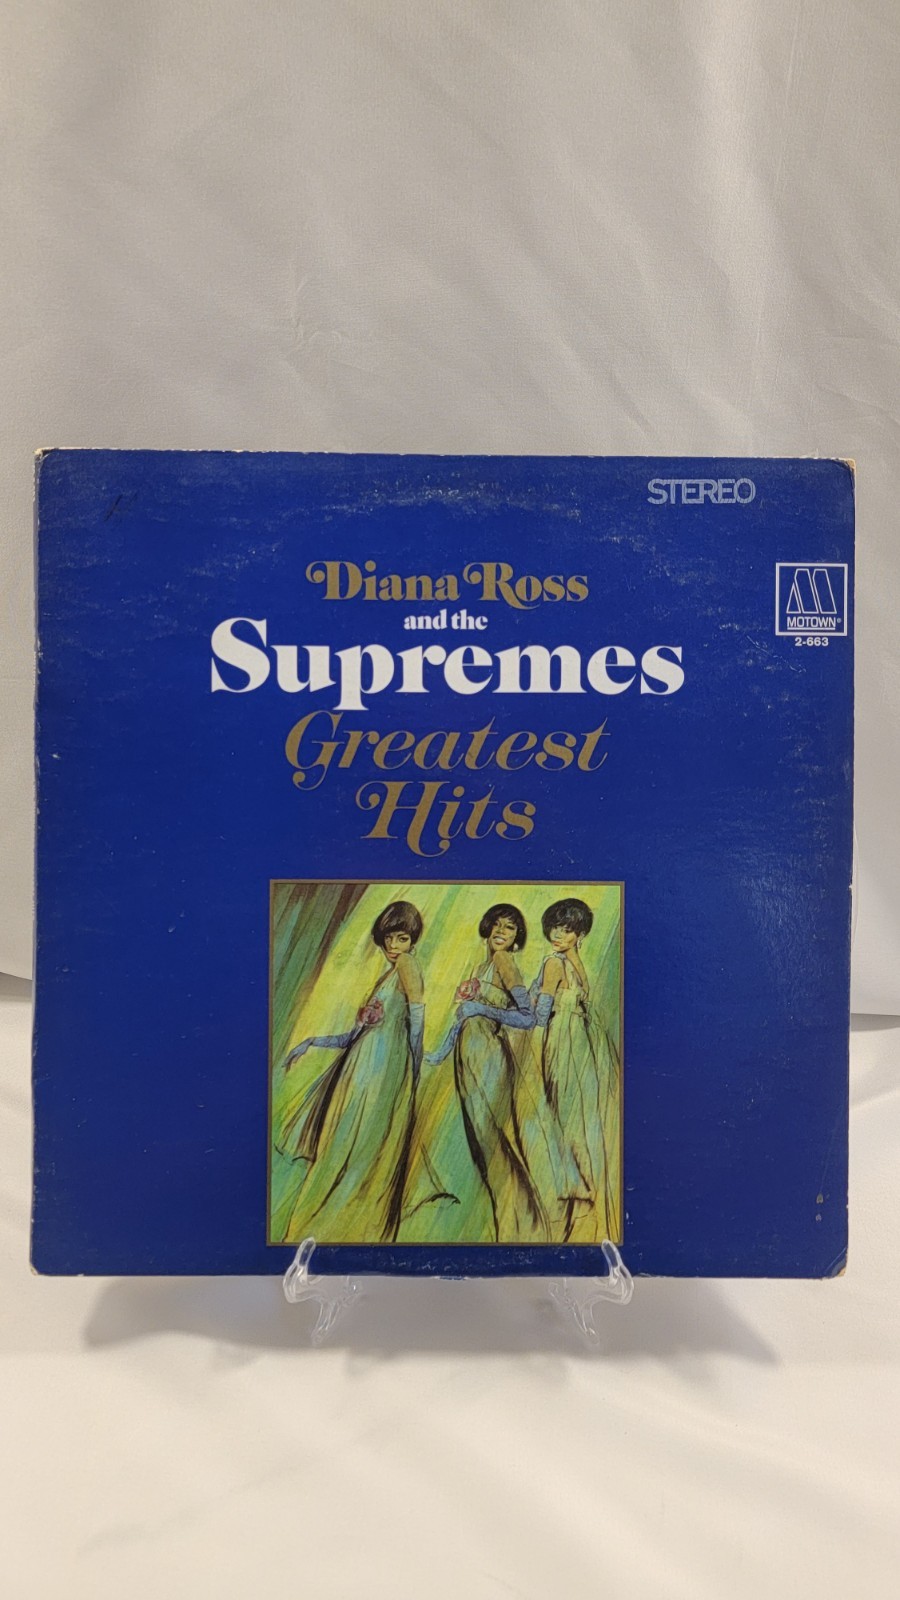 STEREO
Diana Ross
and the
Supremes
Greatest
Hits
MOTOWN®
2-663